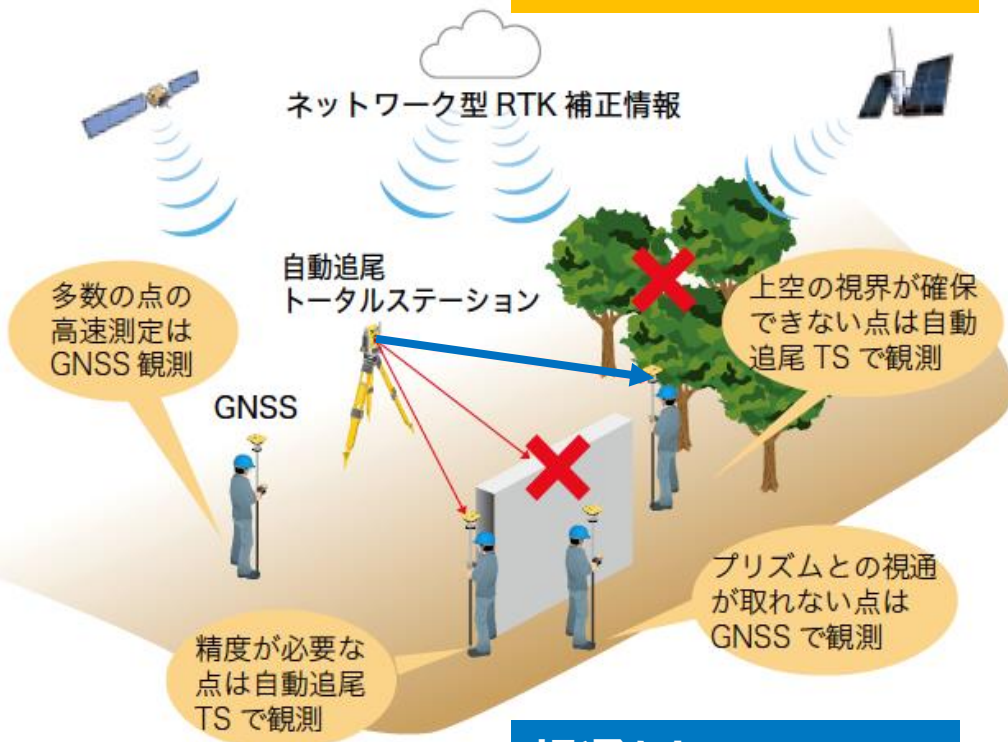 ネットワーク型 RTK 補正情報
自動追尾
トータルステーション
多数の点の
高速測定は
GNSS 観測
上空の視界が確保
できない点は自動
追尾 TS で観測
GNSS
プリズムとの視通
が取れない点は
GNSS で観測
精度が必要な
点は自動追尾
TS で観測